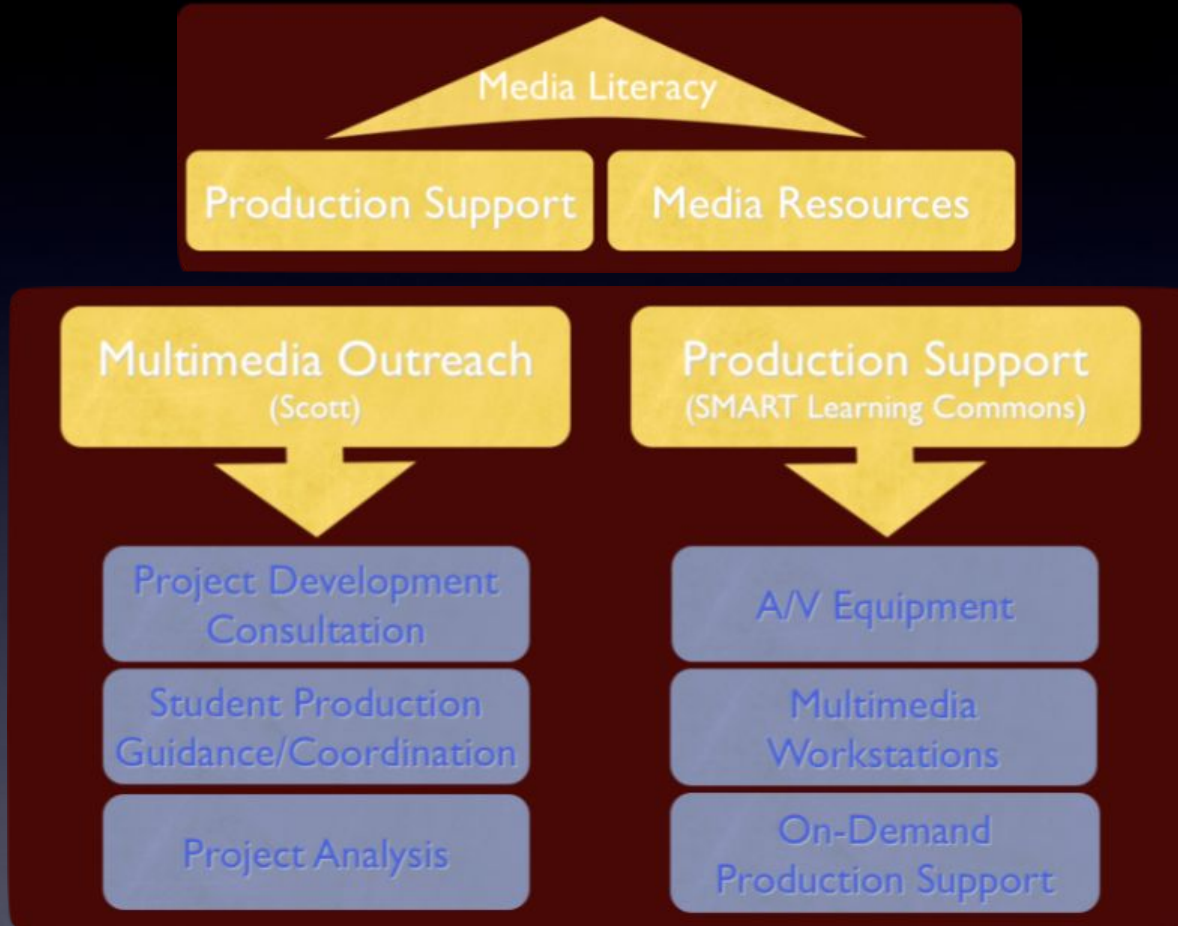 Media Literacy
Production Support
Media Resources
Multimedia Outreach
(Scott)
Production Support
(SMART Learning Commons)
Project Development
Consultation
Student Production
Guidance/Coordination
Project Analysis
A/V Equipment
Multimedia
Workstations
On-Demand
Production Support